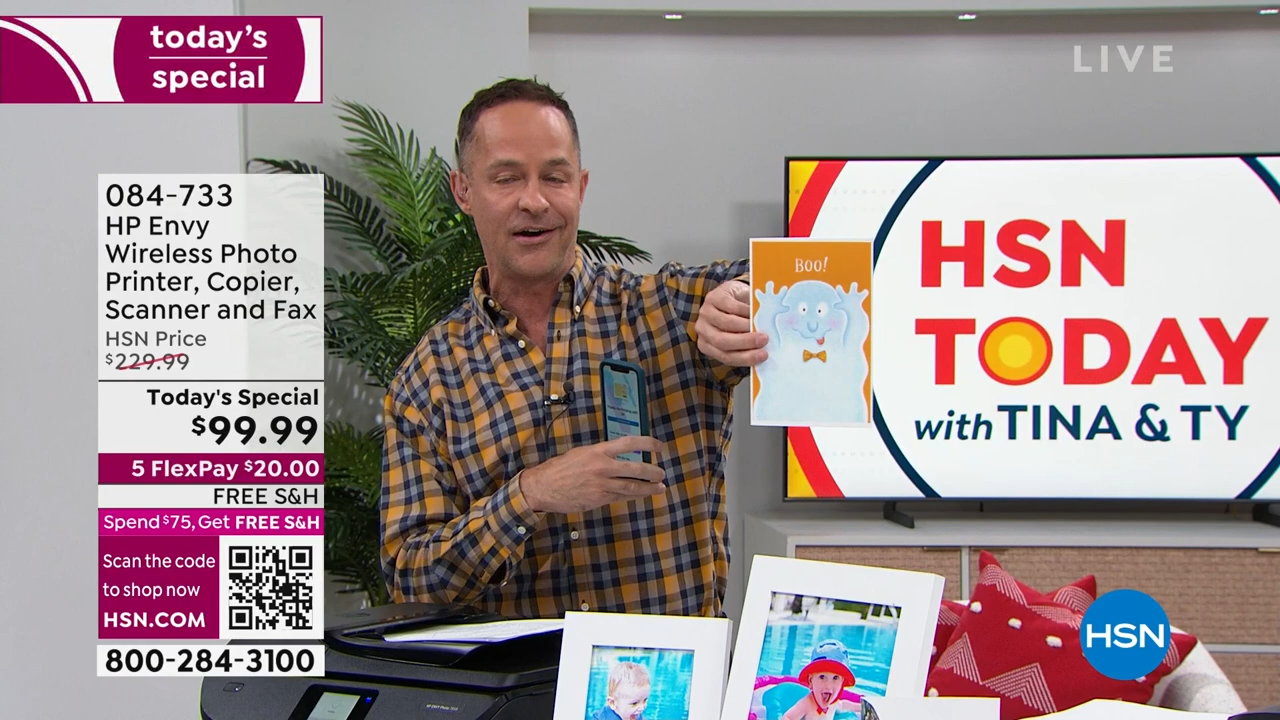 today's
special
LIVE
084-733
HP Envy
Wireless Photo
Printer, Copier,
Scanner and Fax
HSN Price
$229.99
Today's Special
$99.99
5 FlexPay $20.00
FREE S&H
Spend $75, Get FREE S&H
Scan the code
to shop now
HSN.COM
800-284-3100
BOO!
HSN
TODAY
with TINA & TY
HSN